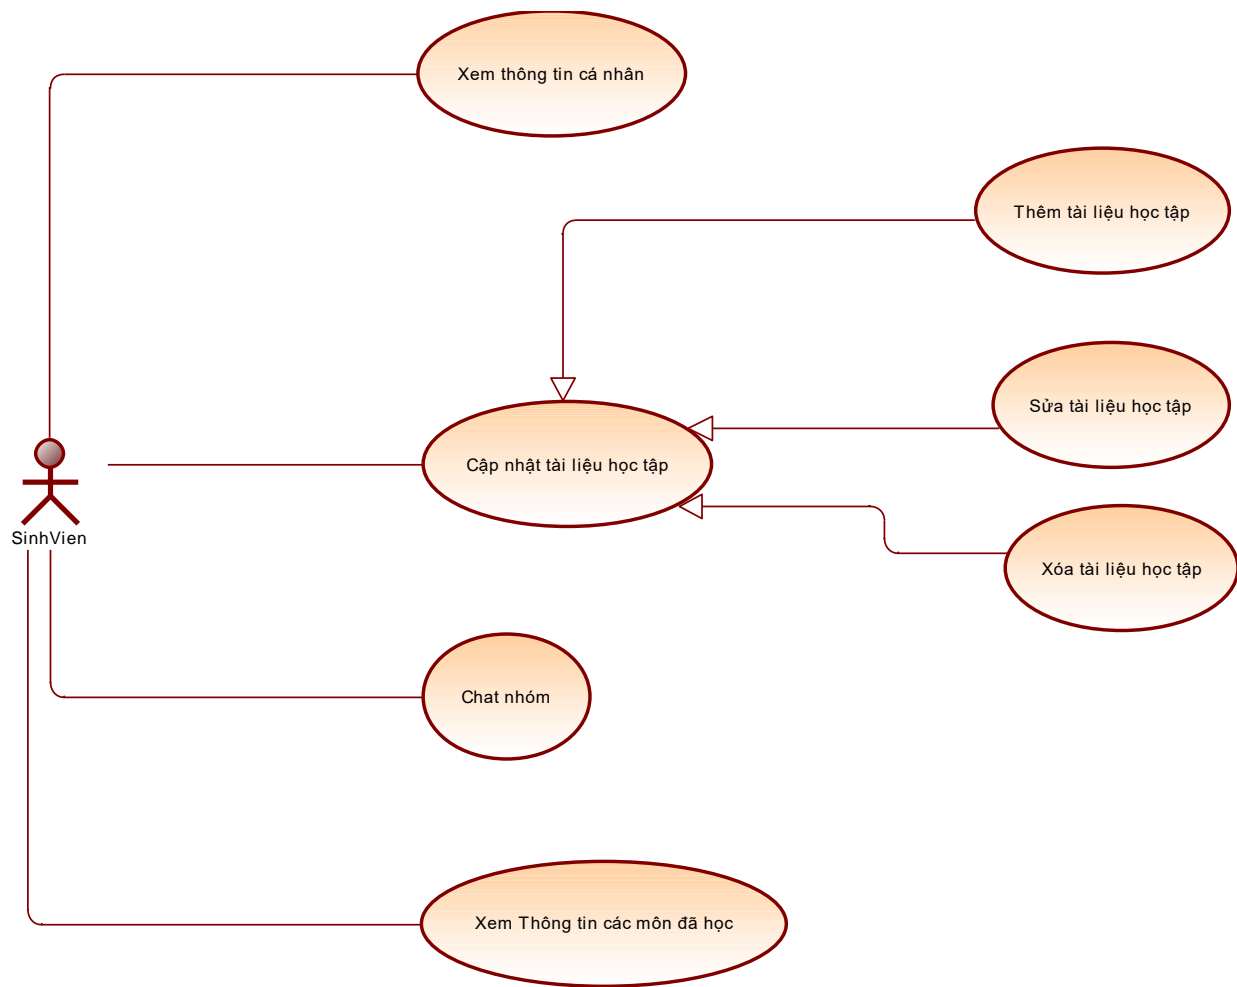 Xem thông tin cá nhân
Thêm tài liệu học tập
Sửa tài liệu học tập
Cập nhật tài liệu học tập
SinhVien
Xóa tài liệu học tập
Chat nhóm
Xem Thông tin các môn đã học